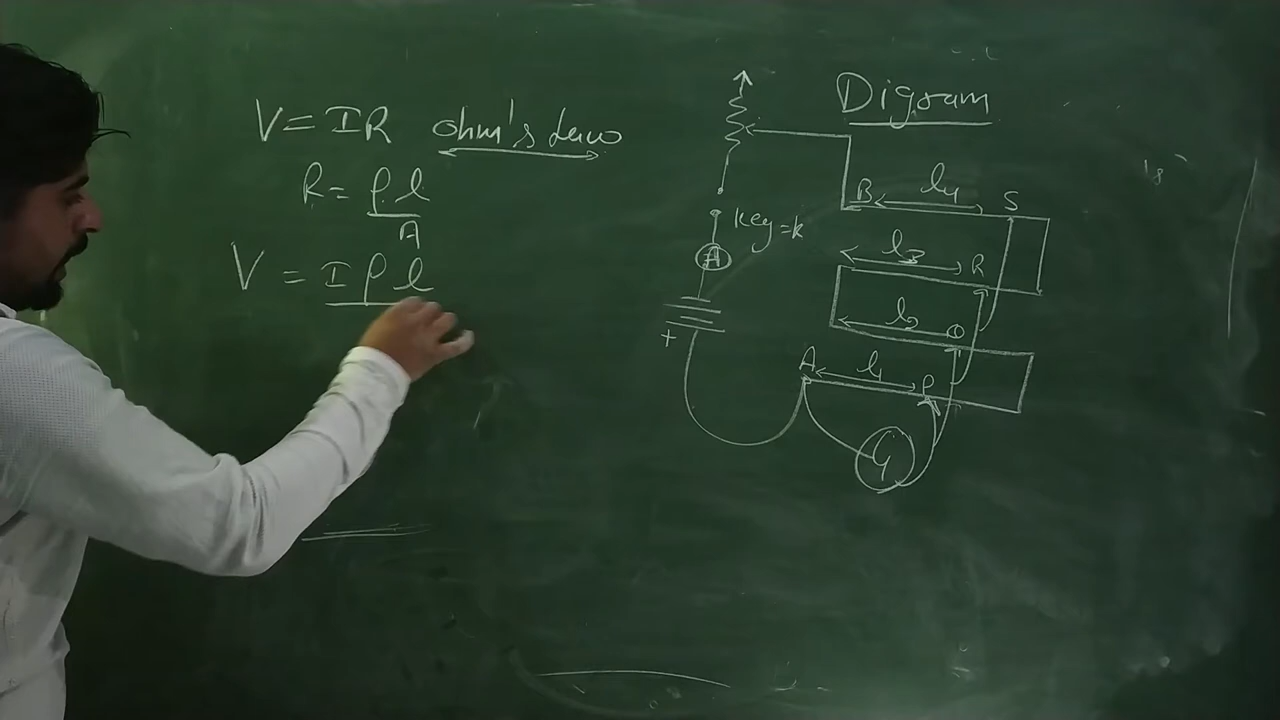 V = IR ohm's law
R = ρl
A
V = Iρl
Digram
B l4 S
Key=k
l3 R
A
l2 Q
+
A l1 P
G